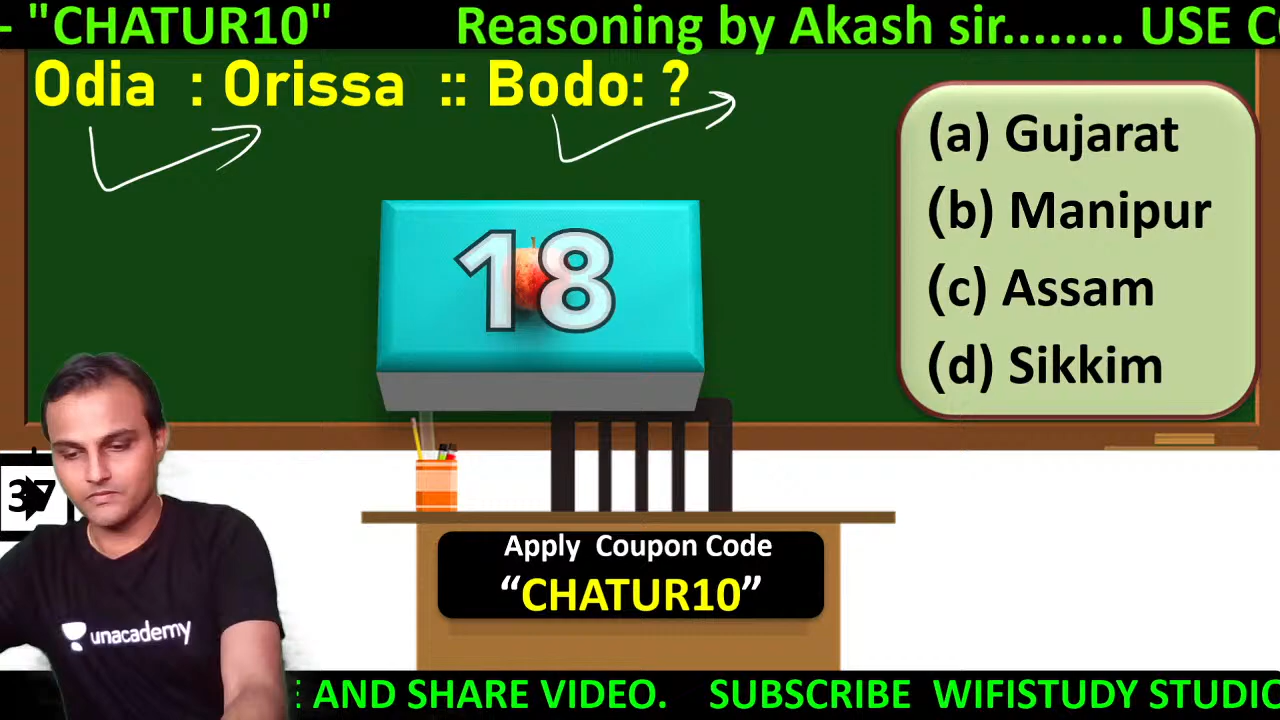 - "CHATUR10" Reasoning by Akash sir........ USE
Odia : Orissa :: Bodo: ?
(a) Gujarat
(b) Manipur
(c) Assam
(d) Sikkim
18
37
Apply Coupon Code
“CHATUR10”
unacademy
AND SHARE VIDEO. SUBSCRIBE WIFISTUDY STUDIO